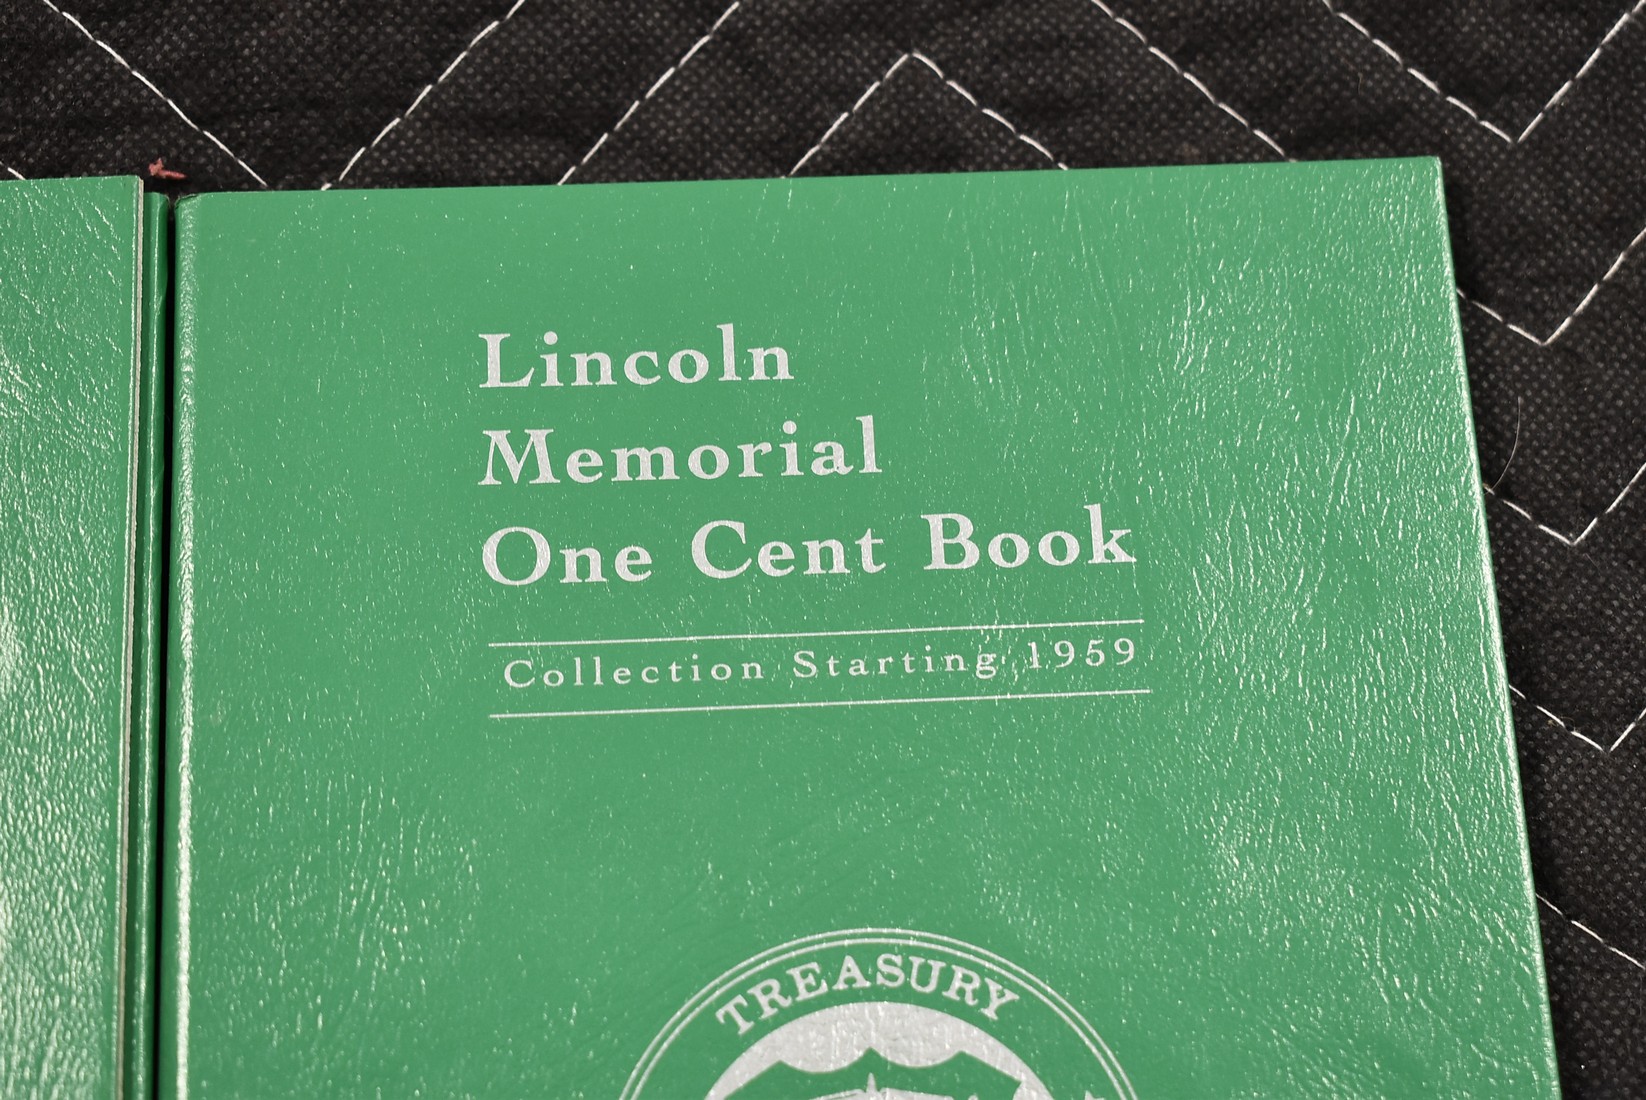 Lincoln
Memorial
One Cent Book
Collection Starting 1959
TREASURY